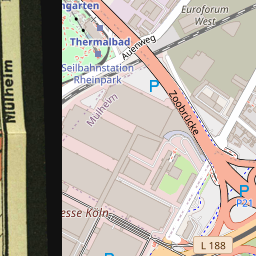 Mülheim
ngarten
Thermalbad
Seilbahnstation
Rheinpark
Auenweg
Euroforum
West
P
Mülheim
Zoobrücke
P
P21
esse Köln
L 188